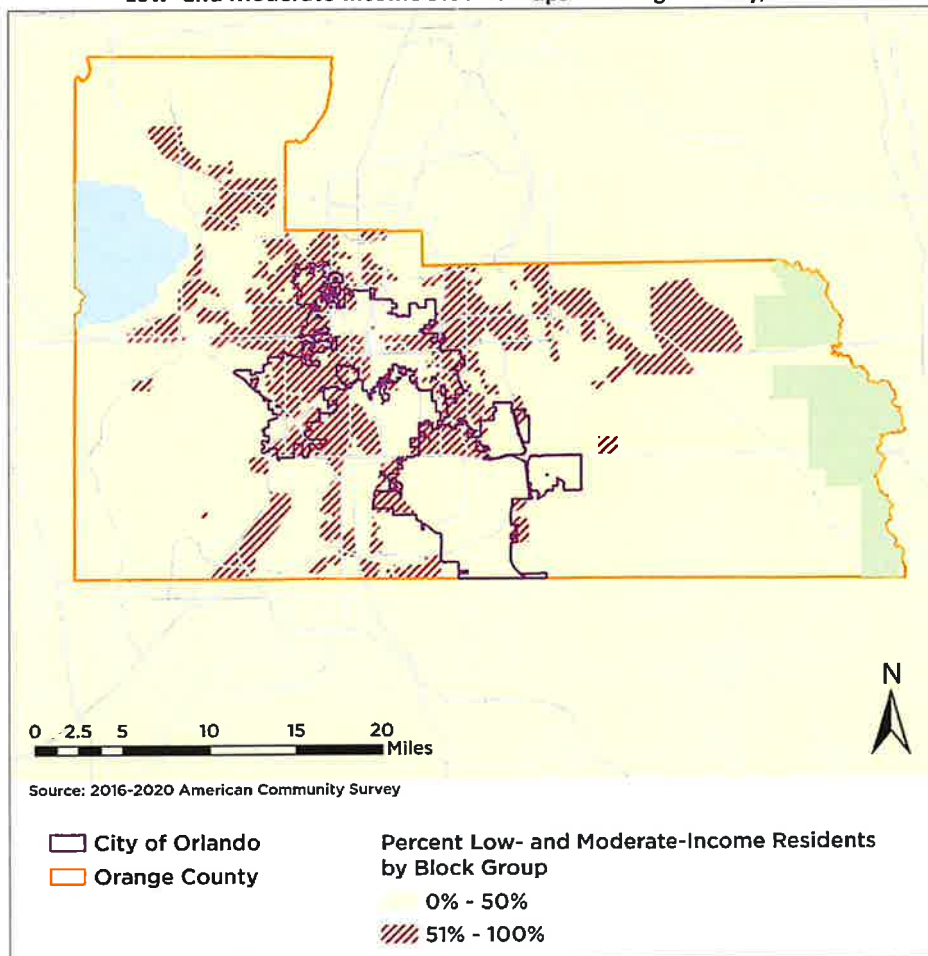 N
0 2.5 5 10 15 20
Miles
Source: 2016-2020 American Community Survey
City of Orlando
Orange County
Percent Low- and Moderate-Income Residents
by Block Group
0% - 50%
51% - 100%